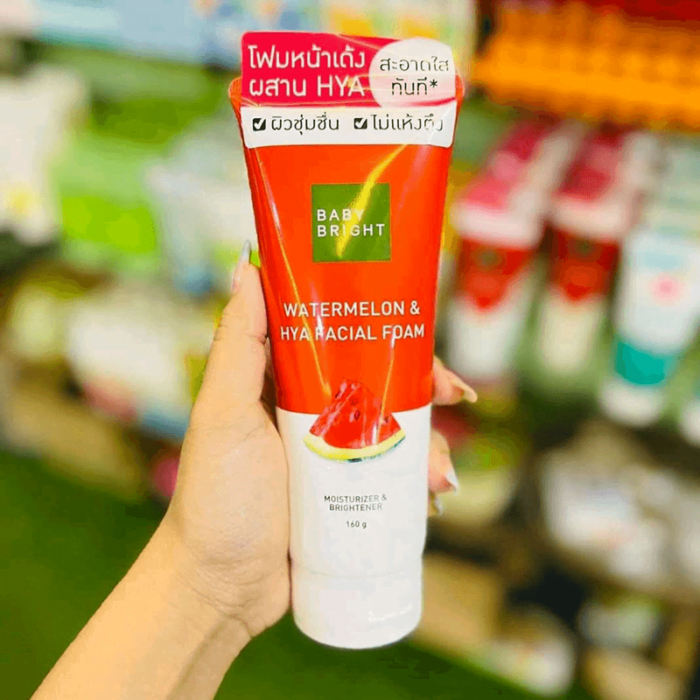 โฟมหน้าเด้ง
ผสาน HYA
สะอาดใส
ทันที*
ผิวชุ่มชื่น ไม่แห้งตึง
BABY
BRIGHT
WATERMELON &
HYA FACIAL FOAM
MOISTURIZER &
BRIGHTENER
160 g